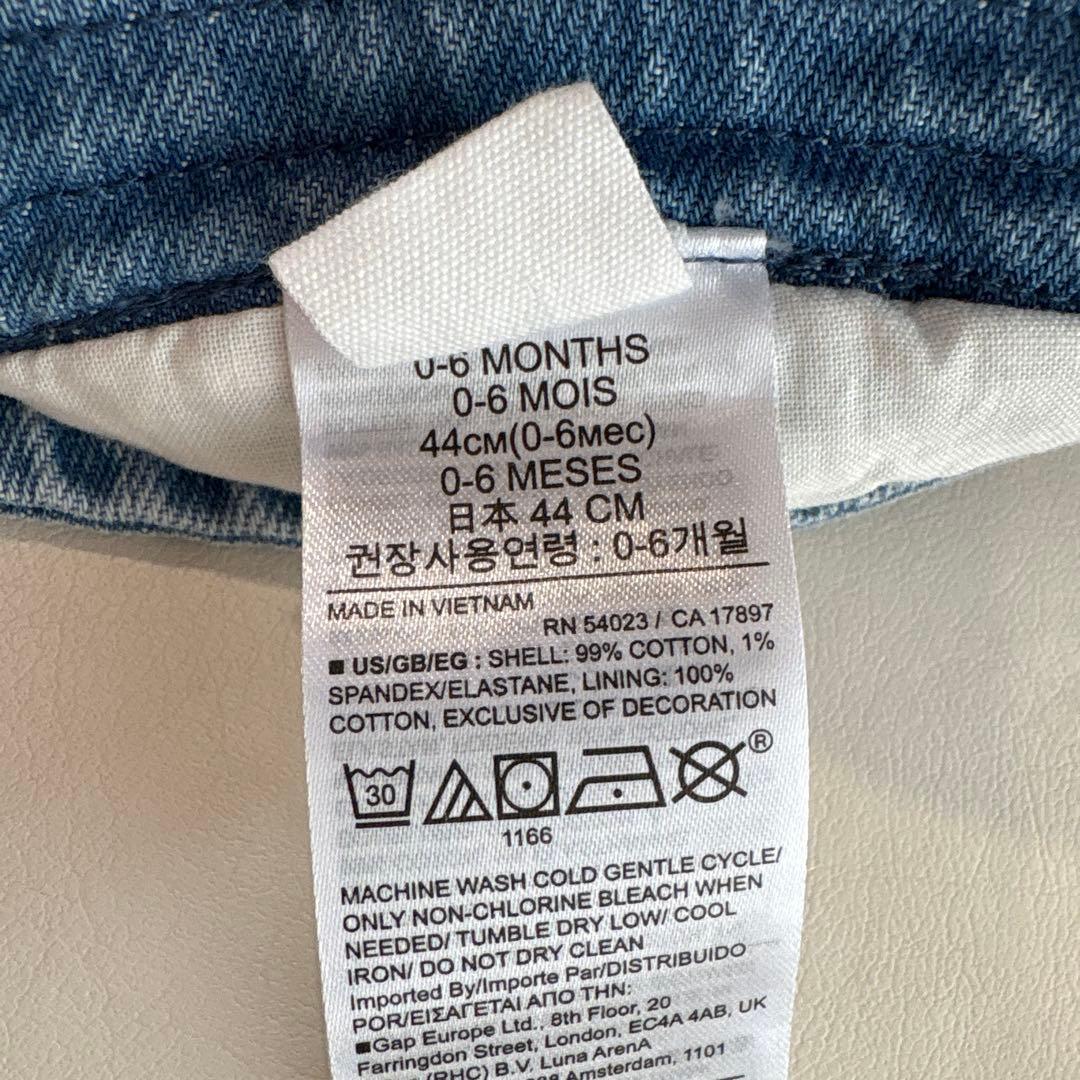 0-6 MONTHS
0-6 MOIS
44см(0-6мес)
0-6 MESES
日本 44 CM
권장사용연령 : 0-6개월
MADE IN VIETNAM
RN 54023 / CA 17897
■ US/GB/EG : SHELL: 99% COTTON, 1%
SPANDEX/ELASTANE, LINING: 100%
COTTON, EXCLUSIVE OF DECORATION
30
®
1166
MACHINE WASH COLD GENTLE CYCLE/
ONLY NON-CHLORINE BLEACH WHEN
NEEDED/ TUMBLE DRY LOW/ COOL
IRON/ DO NOT DRY CLEAN
Imported By/Importe Par/DISTRIBUIDO
POR/ΕΙΣΑΓΕΤΑΙ ΑΠΟ ΤΗΝ:
■Gap Europe Ltd., 8th Floor, 20
Farringdon Street, London, EC4A 4AB, UK
(RHC) B.V. Luna ArenA
Amsterdam, 1101